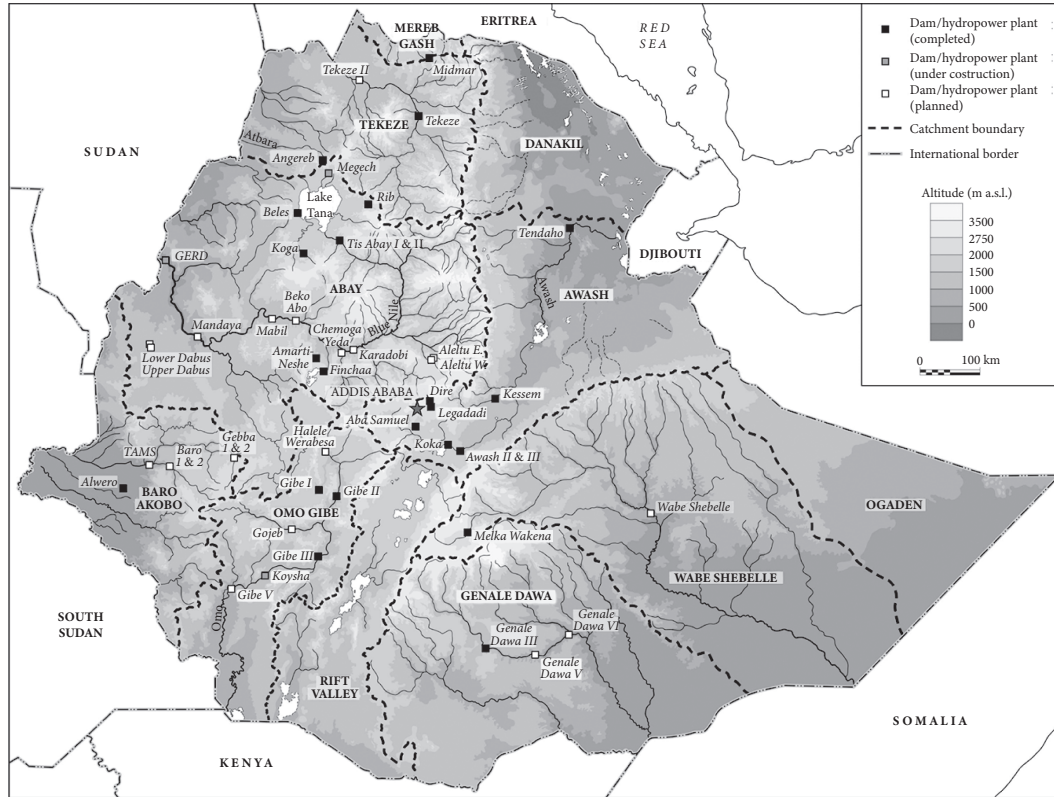 MEREB
GASH
ERITREA
RED
SEA
Tekeze II
Midmar
TEKEZE
Tekeze
SUDAN
Atbara
DANAKIL
Angereb
Megech
Lake
Tana
Rib
Beles
Tendaho
Tis Abay I & II
Koga
DJIBOUTI
GERD
ABAY
AWASH
Awash
Beko
Abo
Blue Nile
Mandaya
Mabil
Chemoga
Yeda
Karadobi
Aleltu E.
Aleltu W.
Lower Dabus
Upper Dabus
Amarti-
Neshe
Finchaa
ADDIS ABABA
Dire
Legadadi
Kessem
Aba Samuel
Halele
Werabesa
Koka
Awash II & III
Gebba
1 & 2
TAMS
Baro
1 & 2
Alwero
BARO
AKOBO
Gibe I
Gibe II
OMO GIBE
Wabe Shebelle
OGADEN
Gojeb
Melka Wakena
Gibe III
Koysha
WABE SHEBELLE
Gibe V
GENALE DAWA
SOUTH
SUDAN
Omo
Genale
Dawa III
Genale
Dawa VI
Genale
Dawa V
RIFT
VALLEY
SOMALIA
KENYA
Dam/hydropower plant
(completed)
Dam/hydropower plant
(under costruction)
Dam/hydropower plant
(planned)
Catchment boundary
International border
Altitude (m a.s.l.)
3500
2750
2000
1500
1000
500
0
0 100 km